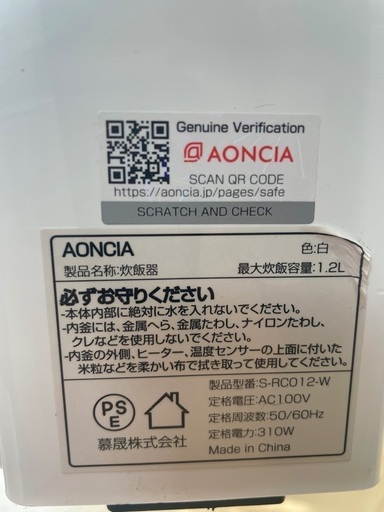 Genuine Verification
AONCIA
SCAN QR CODE
https://aoncia.jp/pages/safe
SCRATCH AND CHECK
AONCIA 色:白
製品名称:炊飯器 最大炊飯容量:1.2L
必ずお守りください
-本体内部に絶対に水を入れないでください。
-内釜には、金属へら、金属たわし、ナイロンたわし、
クレなどを使用しないでください。
-内釜の外側、ヒーター、温度センサーの上面に付いた
米粒などを柔かい布で拭き取って使用してください。
製品型番:S-RC012-W
定格電圧:AC100V
定格周波数:50/60Hz
定格電力:310W
Made in China
PS
E
慕晟株式会社